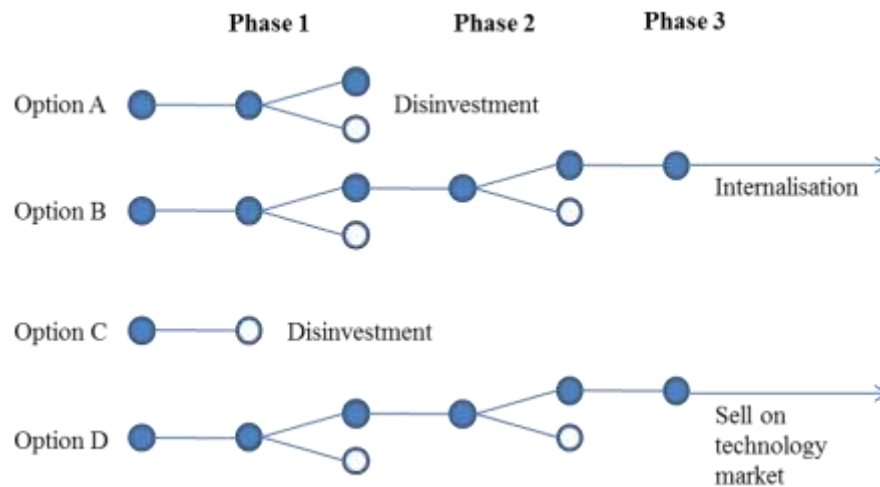 Phase 1 Phase 2 Phase 3
Option A Disinvestment
Internalisation
Option B
Option C Disinvestment
Option D
Sell on
technology
market